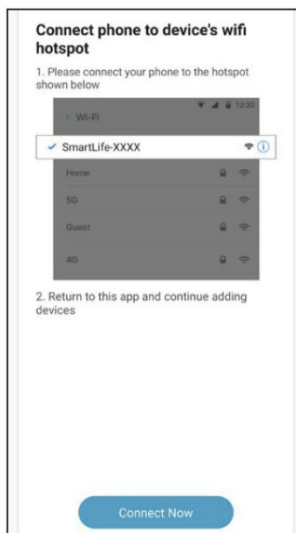 Connect phone to device's wifi
hotspot
1. Please connect your phone to the hotspot
shown below
12:30
Wi-Fi
SmartLife-XXXX
Home
5G
Guest
4G
2. Return to this app and continue adding
devices
Connect Now